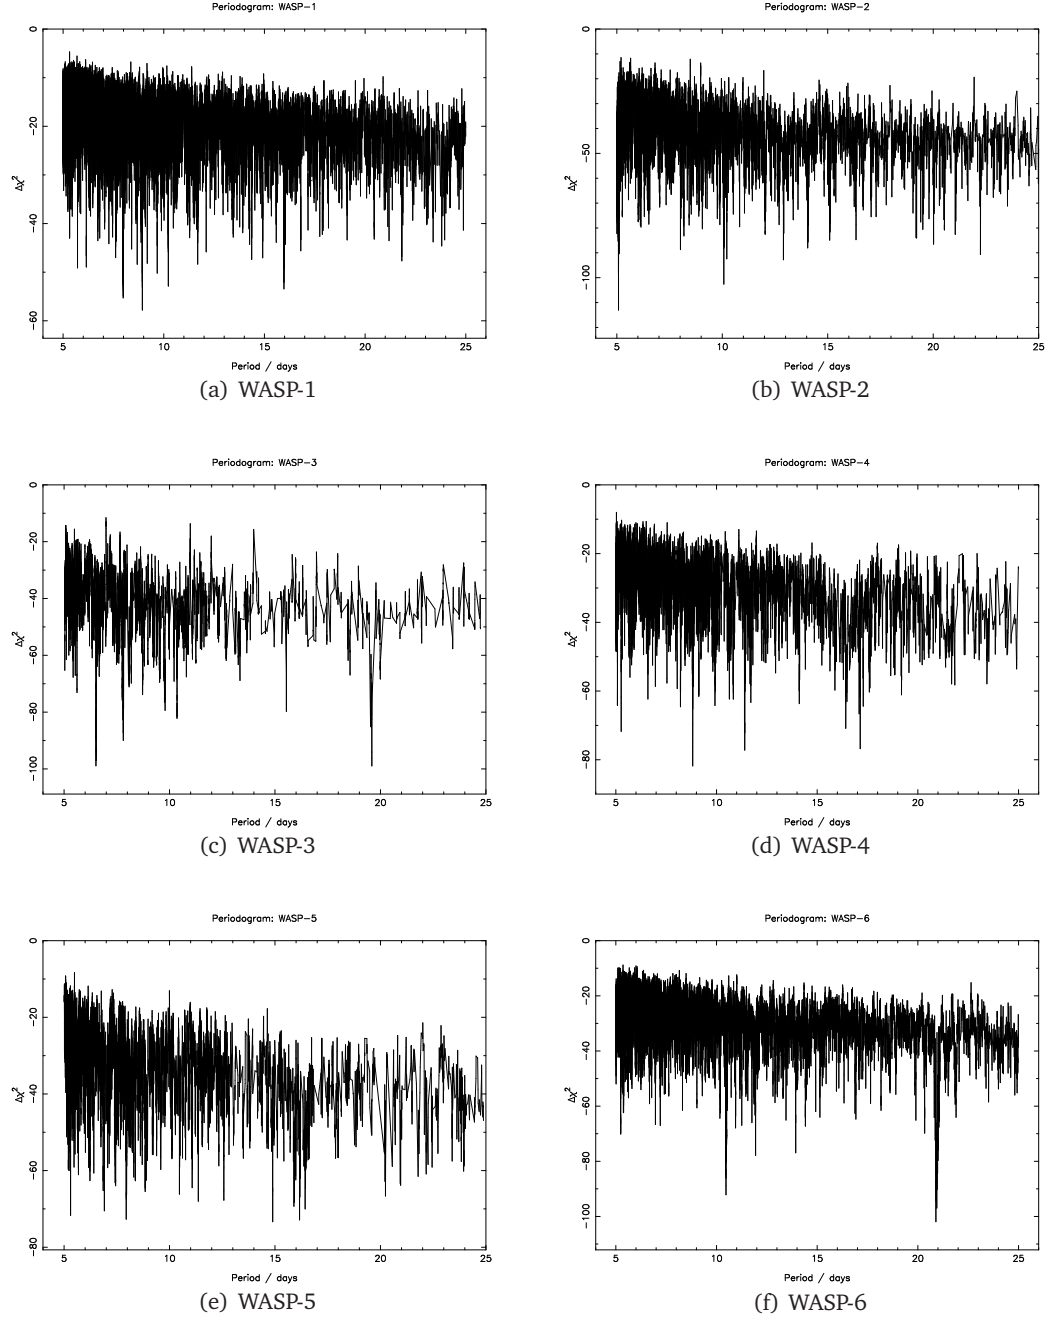 Periodogram: WASP−1
Periodogram: WASP−2
0
20
40
−60
Δχ²
5
10
15
20
25
Period / days
0
−50
−100
Δχ²
5
10
15
20
25
Period / days
(a) WASP-1
(b) WASP-2
Periodogram: WASP−3
Periodogram: WASP−4
0
−20
−40
−60
−80
−100
Δχ²
5
10
15
20
25
Period / days
0
−20
−40
−60
−80
Δχ²
5
10
15
20
25
Period / days
(c) WASP-3
(d) WASP-4
Periodogram: WASP−5
Periodogram: WASP−6
0
−20
−40
−60
−80
Δχ²
5
10
15
20
25
Period / days
0
−20
−40
−60
−80
−100
Δχ²
5
10
15
20
25
Period / days
(e) WASP-5
(f) WASP-6